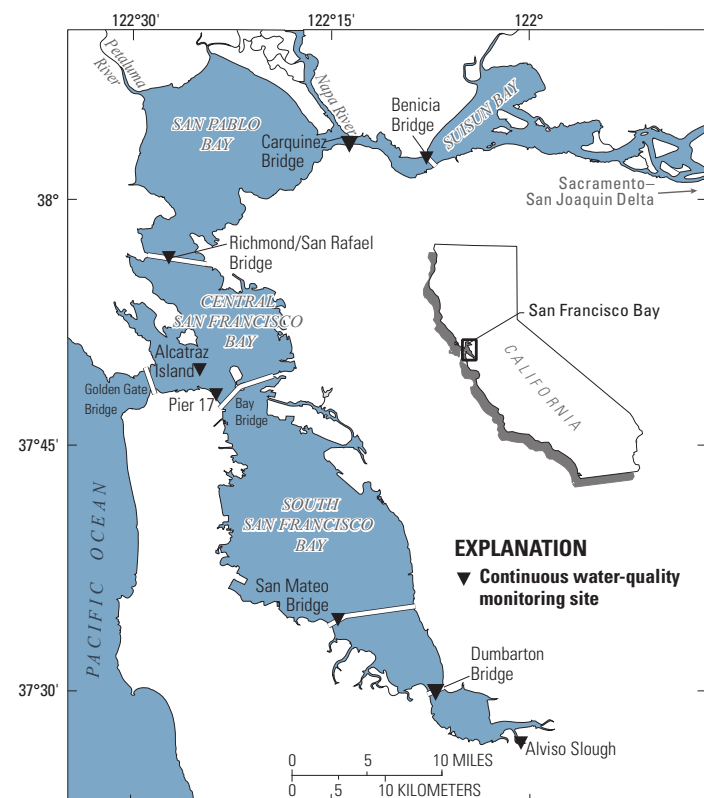 122°30'
122°15'
122°
Petaluma
River
Napa River
Benicia
Bridge
SUISUN BAY
SAN PABLO
BAY
Carquinez
Bridge
38°
Sacramento–
San Joaquin Delta
Richmond/San Rafael
Bridge
CENTRAL
SAN FRANCISCO
BAY
San Francisco Bay
CALIFORNIA
Alcatraz
Island
Golden Gate
Bridge
Pier 17
Bay
Bridge
37°45'
PACIFIC OCEAN
SOUTH
SAN FRANCISCO
BAY
EXPLANATION
Continuous water-quality
monitoring site
San Mateo
Bridge
Dumbarton
Bridge
37°30'
Alviso Slough
0 5 10 MILES
0 5 10 KILOMETERS